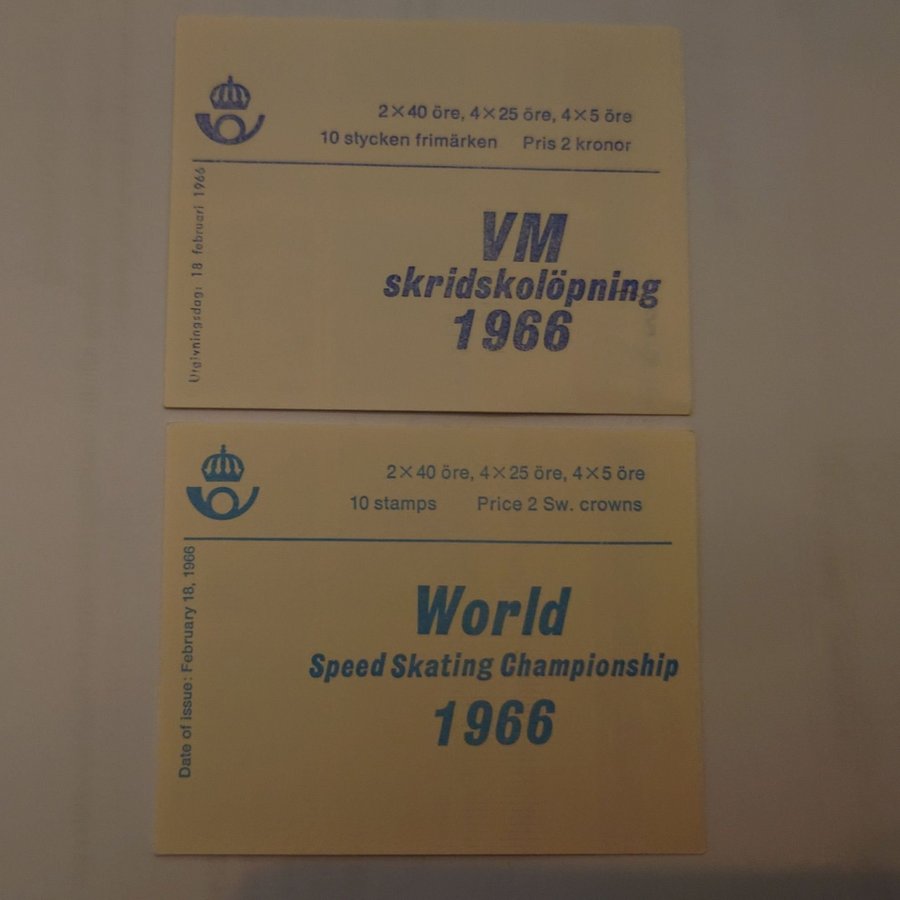 2×40 öre, 4×25 öre, 4×5 öre
10 stycken frimärken Pris 2 kronor
Utgivningsdag: 18 februari 1966
VM
skridskolöpning
1966
2×40 öre, 4×25 öre, 4×5 öre
10 stamps Price 2 Sw. crowns
Date of issue: February 18, 1966
World
Speed Skating Championship
1966